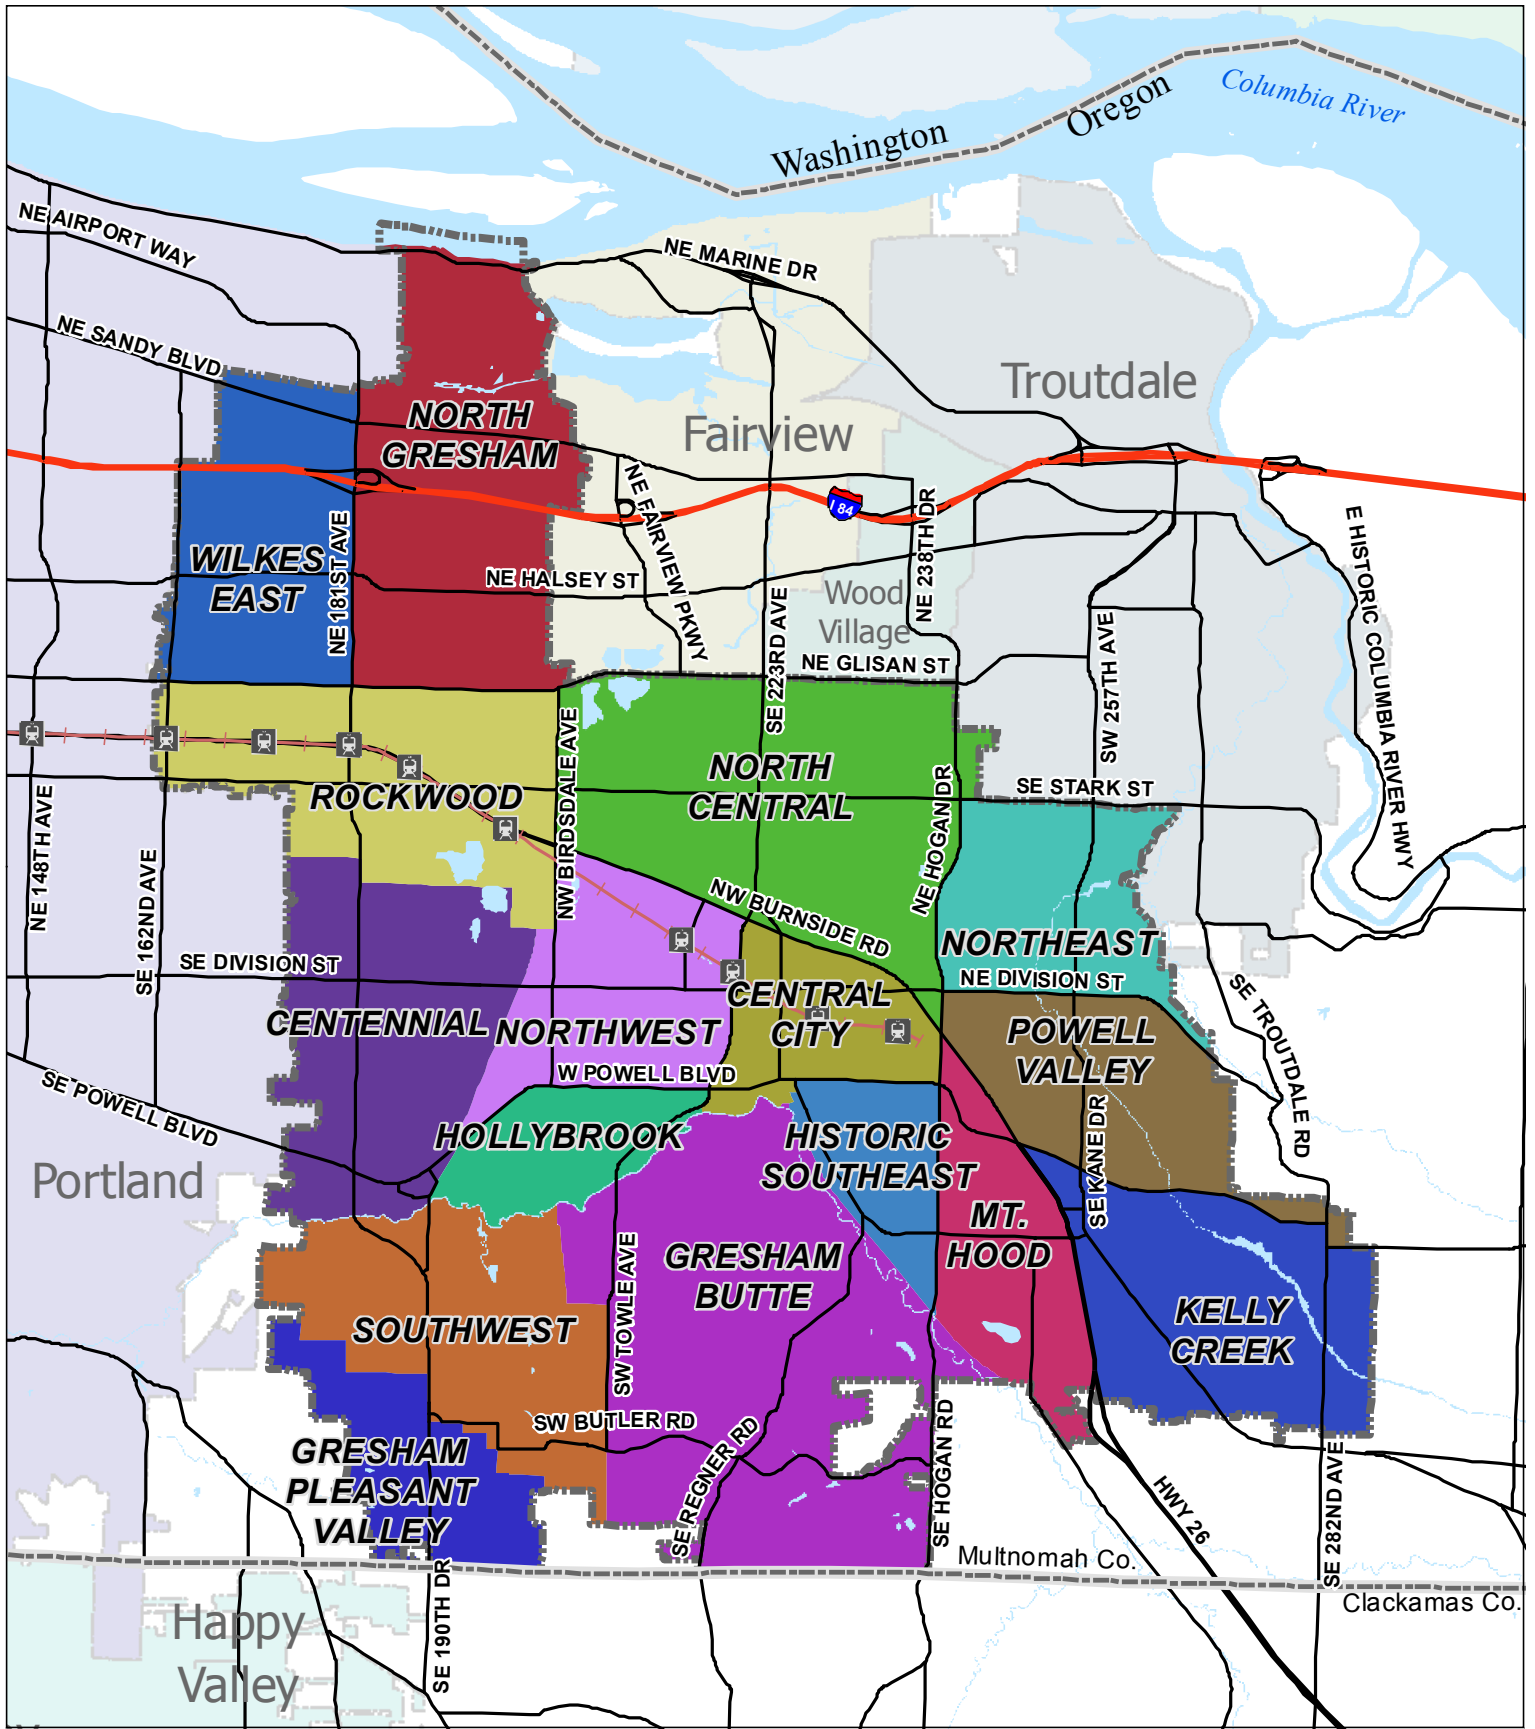 Washington
Oregon
Columbia River
NE AIRPORT WAY
NE MARINE DR
NE SANDY BLVD
Troutdale
NORTH
GRESHAM
Fairview
I 84
NE FAIRVIEW PKWY
NE 238TH DR
E HISTORIC COLUMBIA RIVER HWY
WILKES
EAST
NE 181ST AVE
NE HALSEY ST
Wood
Village
SE 223RD AVE
NE GLISAN ST
SW 257TH AVE
NW BIRDSDALE AVE
NORTH
CENTRAL
NE HOGAN DR
SE STARK ST
ROCKWOOD
NE 148TH AVE
SE 162ND AVE
NW BURNSIDE RD
NORTHEAST
SE DIVISION ST
NE DIVISION ST
SE TROUTDALE RD
CENTRAL
CITY
CENTENNIAL
NORTHWEST
POWELL
VALLEY
W POWELL BLVD
SE POWELL BLVD
SE KANE DR
HOLLYBROOK
HISTORIC
SOUTHEAST
Portland
MT.
HOOD
GRESHAM
BUTTE
SW TOWLE AVE
KELLY
CREEK
SOUTHWEST
SW BUTLER RD
SE REGNER RD
SE HOGAN RD
GRESHAM
PLEASANT
VALLEY
HWY 26
SE 282ND AVE
Multnomah Co.
Clackamas Co.
SE 190TH DR
Happy
Valley